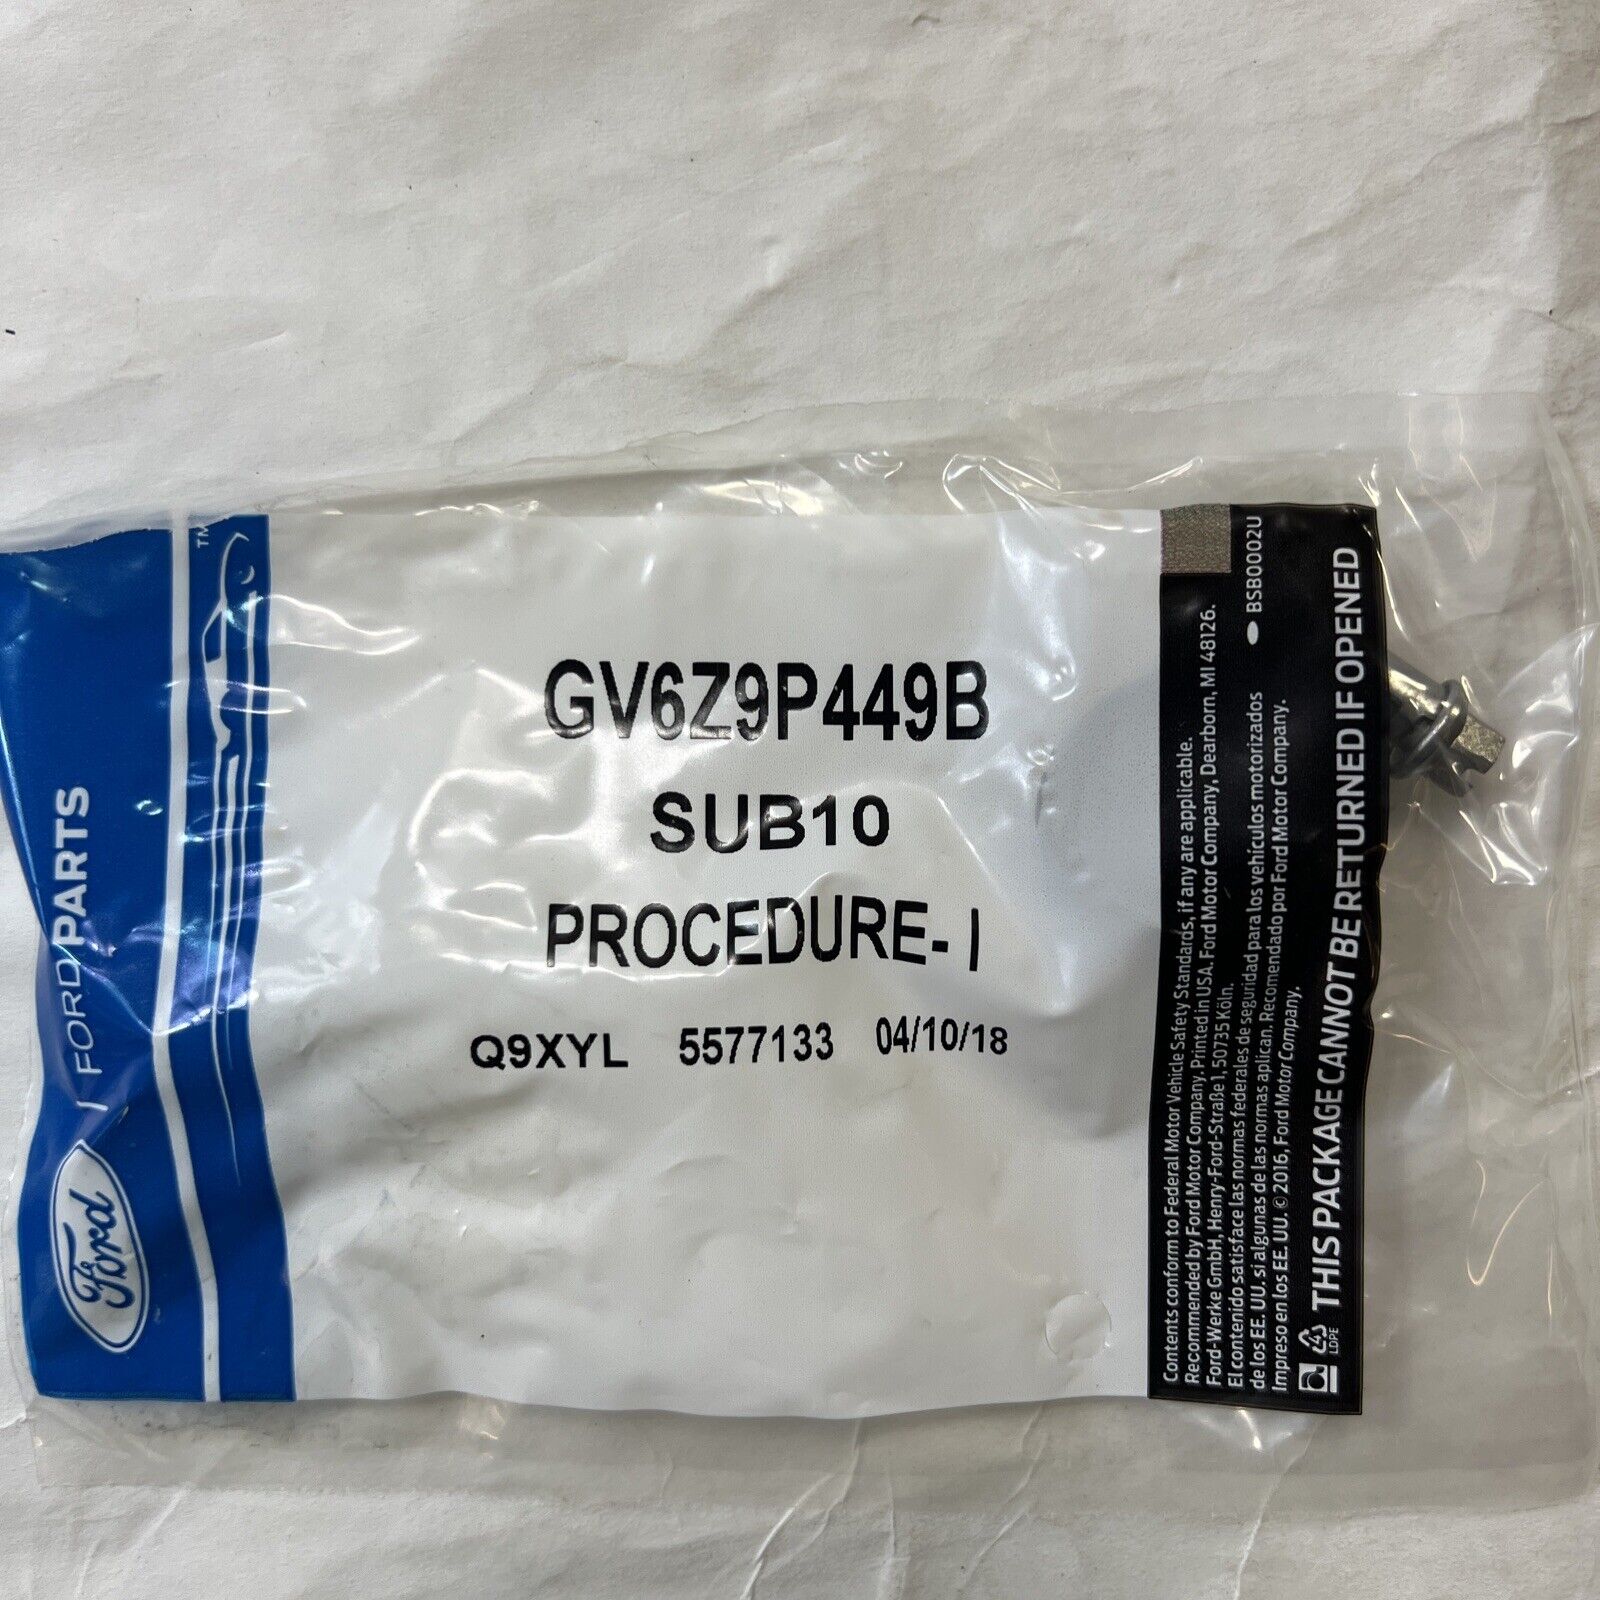 Ford
FORDPARTS
TM
GV6Z9P449B
SUB10
PROCEDURE- I
Q9XYL 5577133 04/10/18
Contents conform to Federal Motor Vehicle Safety Standards, if any are applicable.
Recommended by Ford Motor Company. Printed in USA. Ford Motor Company, Dearborn, MI 48126.
Ford-Werke GmbH, Henry-Ford-Straße 1, 50735 Köln.
El contenido satisface las normas federales de seguridad para los vehículos motorizados
de los EE. UU. si algunas de las normas aplican. Recomendado por Ford Motor Company.
Impreso en los EE. UU. © 2016, Ford Motor Company.
BSB0002U
4
LDPE
THIS PACKAGE CANNOT BE RETURNED IF OPENED